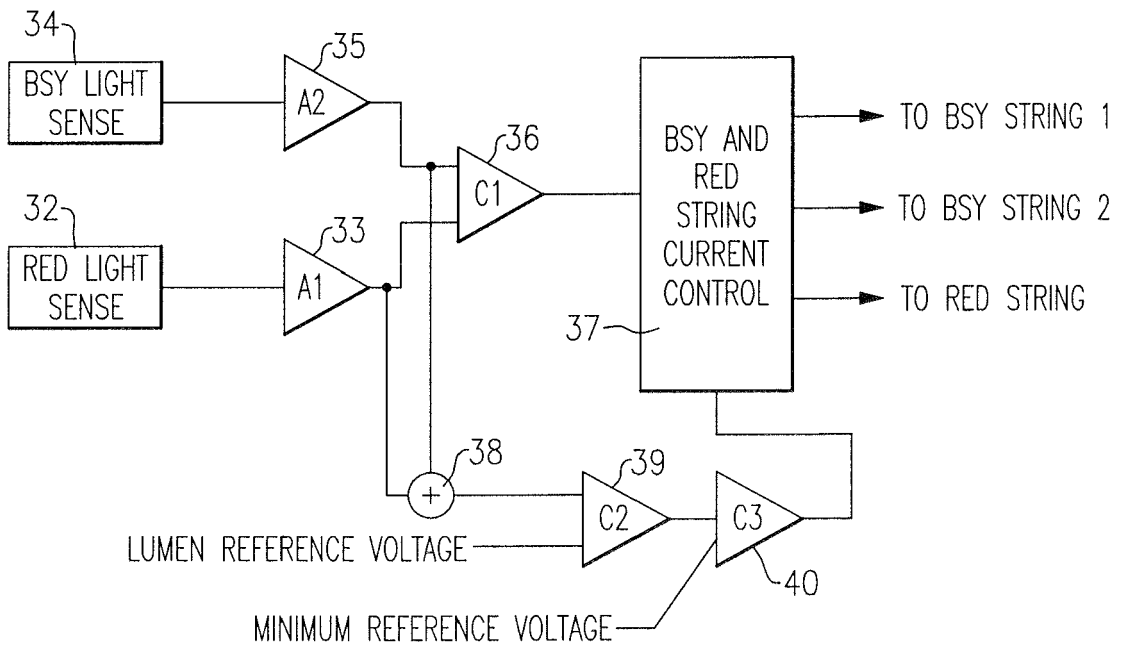 34
BSY LIGHT
SENSE
35
A2
36
C1
BSY AND
RED
STRING
CURRENT
CONTROL
37
TO BSY STRING 1
TO BSY STRING 2
TO RED STRING
32
RED LIGHT
SENSE
33
A1
38
+
39
C2
C3
40
LUMEN REFERENCE VOLTAGE
MINIMUM REFERENCE VOLTAGE